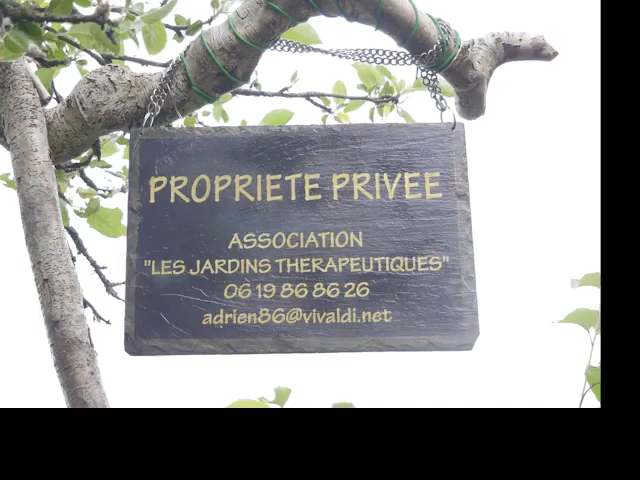 PROPRIETE PRIVEE
ASSOCIATION
"LES JARDINS THERAPEUTIQUES"
06 19 86 86 26
adrien86@vivaldi.net